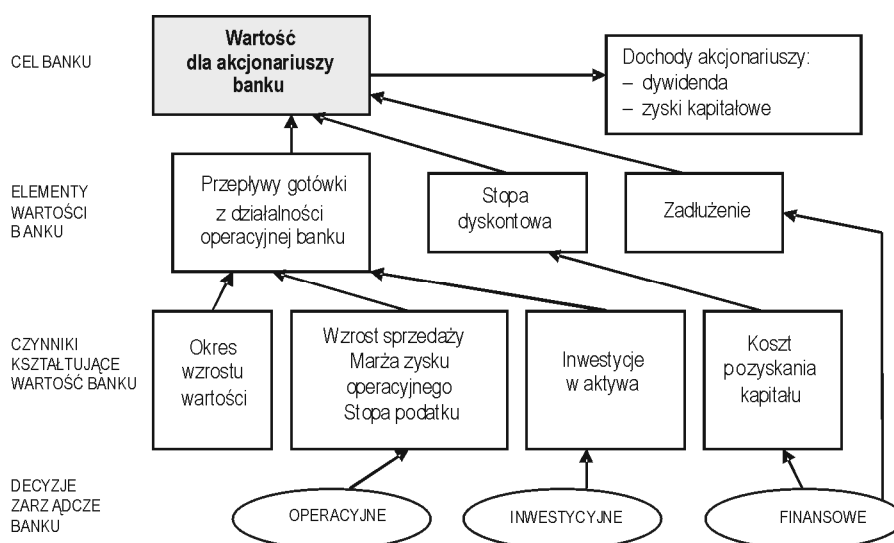 CEL BANKU
Wartość
dla akcjonariuszy
banku
Dochody akcjonariuszy:
– dywidenda
– zyski kapitałowe
ELEMENTY
WARTOŚCI
BANKU
Przepływy gotówki
z działalności
operacyjnej banku
Stopa
dyskontowa
Zadłużenie
CZYNNIKI
KSZTAŁTUJĄCE
WARTOŚĆ BANKU
Okres
wzrostu
wartości
Wzrost sprzedaży
Marża zysku
operacyjnego
Stopa podatku
Inwestycje
w aktywa
Koszt
pozyskania
kapitału
DECYZJE
ZARZĄDCZE
BANKU
OPERACYJNE
INWESTYCYJNE
FINANSOWE